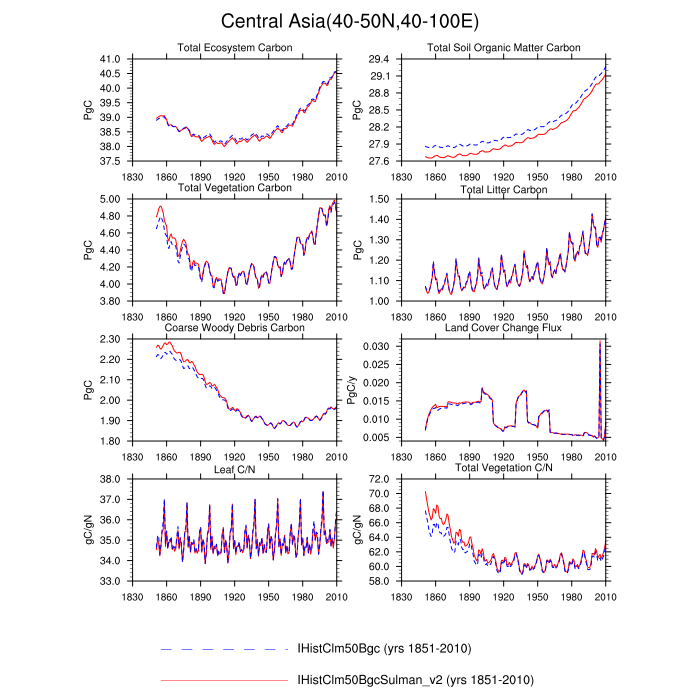 Central Asia(40-50N,40-100E)
Total Ecosystem Carbon
PgC
41.0
40.5
40.0
39.5
39.0
38.5
38.0
37.5
1830 1860 1890 1920 1950 1980 2010
Total Soil Organic Matter Carbon
PgC
29.4
29.1
28.8
28.5
28.2
27.9
27.6
1830 1860 1890 1920 1950 1980 2010
Total Vegetation Carbon
PgC
5.00
4.80
4.60
4.40
4.20
4.00
3.80
1830 1860 1890 1920 1950 1980 2010
Total Litter Carbon
PgC
1.50
1.40
1.30
1.20
1.10
1.00
1830 1860 1890 1920 1950 1980 2010
Coarse Woody Debris Carbon
PgC
2.30
2.20
2.10
2.00
1.90
1.80
1830 1860 1890 1920 1950 1980 2010
Land Cover Change Flux
PgC/y
0.030
0.025
0.020
0.015
0.010
0.005
1830 1860 1890 1920 1950 1980 2010
Leaf C/N
gC/gN
38.0
37.0
36.0
35.0
34.0
33.0
1830 1860 1890 1920 1950 1980 2010
Total Vegetation C/N
gC/gN
72.0
70.0
68.0
66.0
64.0
62.0
60.0
58.0
1830 1860 1890 1920 1950 1980 2010
IHistClm50Bgc (yrs 1851-2010)
IHistClm50BgcSulman_v2 (yrs 1851-2010)